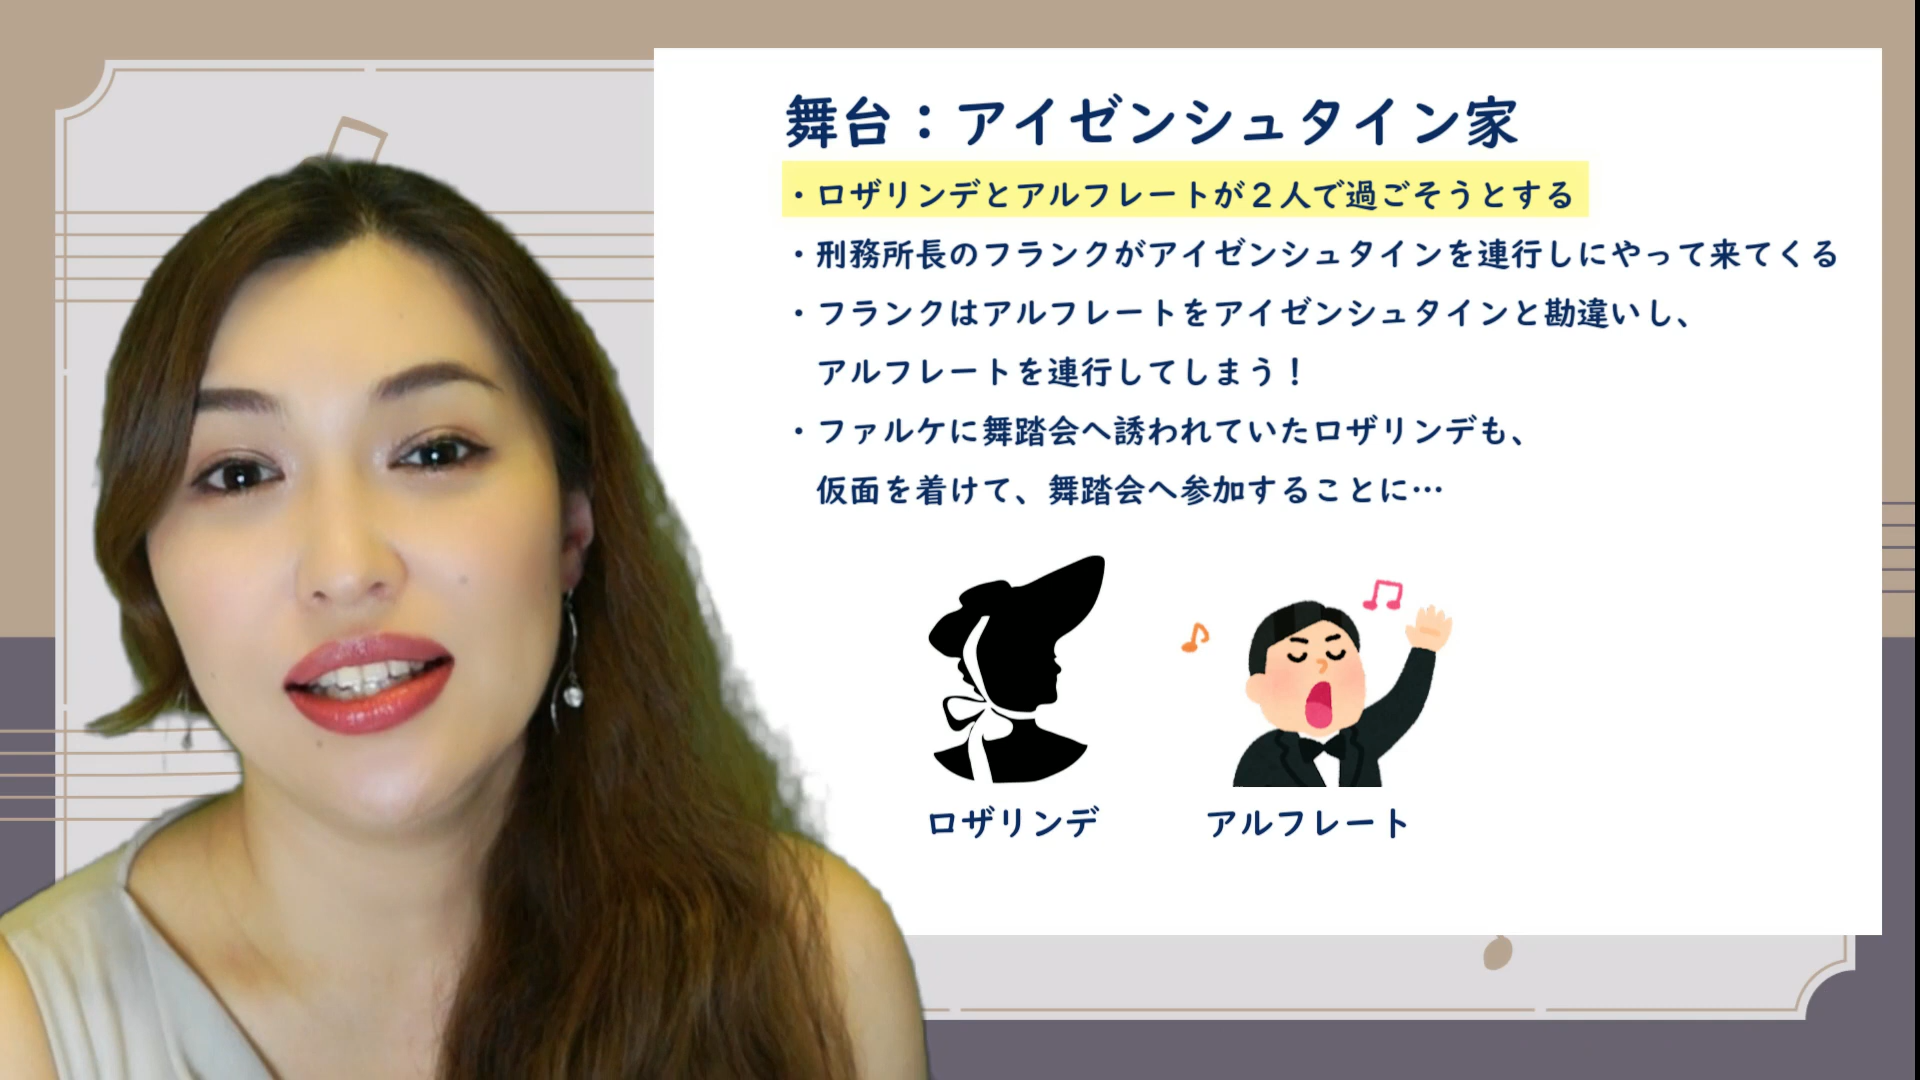 舞台：アイゼンシュタイン家
・ロザリンデとアルフレートが２人で過ごそうとする
・刑務所長のフランクがアイゼンシュタインを連行しにやって来てくる
・フランクはアルフレートをアイゼンシュタインと勘違いし、
アルフレートを連行してしまう！
・ファルケに舞踏会へ誘われていたロザリンデも、
仮面を着けて、舞踏会へ参加することに…
ロザリンデ
アルフレート